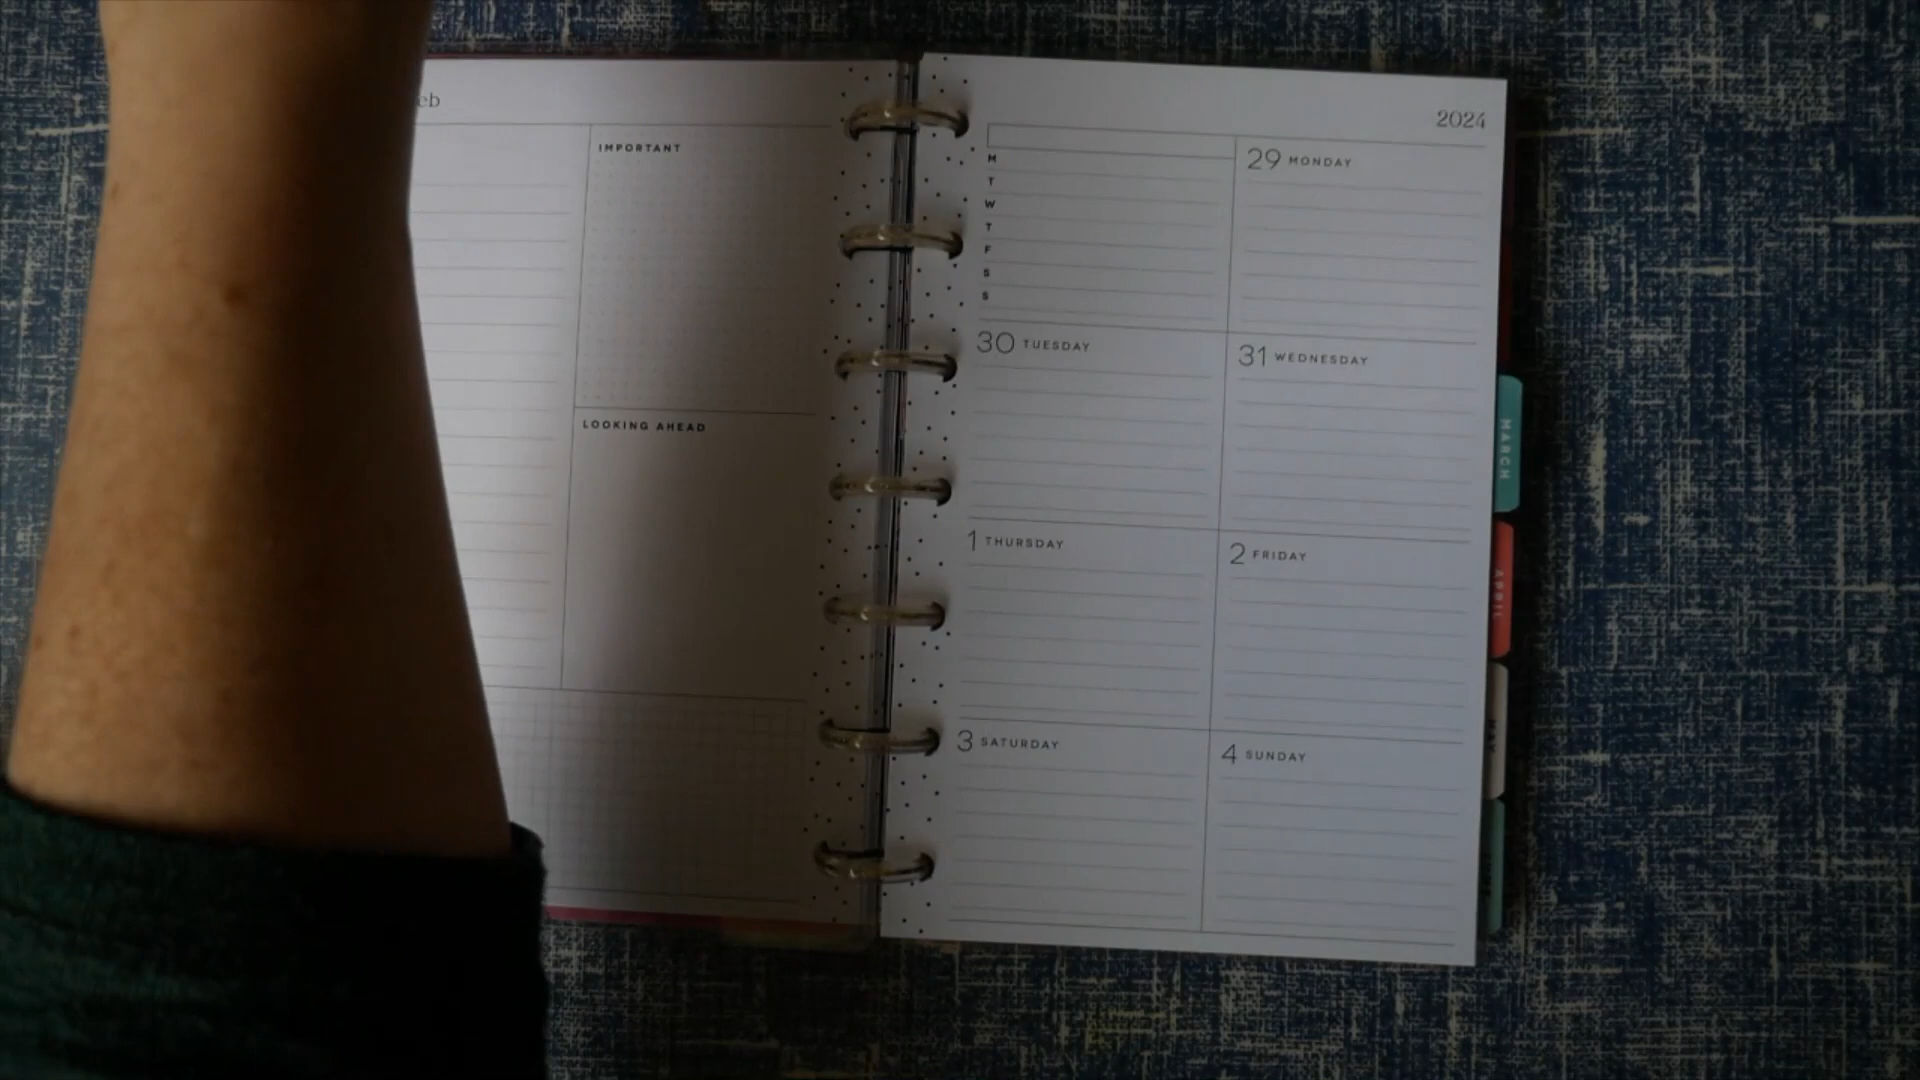 eb
IMPORTANT
LOOKING AHEAD
2024
M
T
W
T
F
S
S
29 MONDAY
30 TUESDAY
31 WEDNESDAY
1 THURSDAY
2 FRIDAY
3 SATURDAY
4 SUNDAY
MARCH
APRIL
MAY